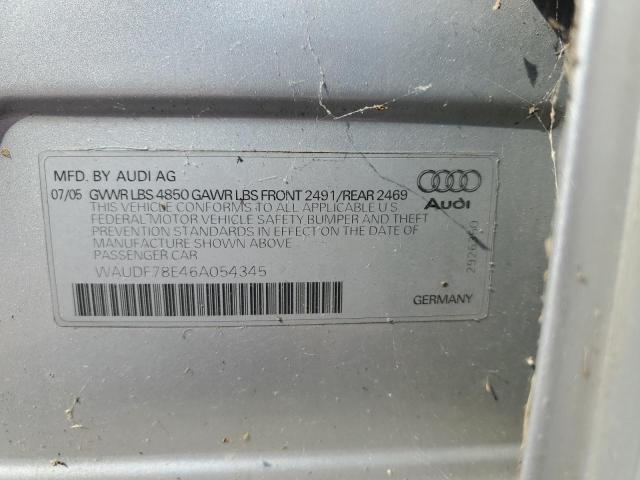 MFD. BY AUDI AG
07/05 GVWR LBS 4850 GAWR LBS FRONT 2491/REAR 2469
THIS VEHICLE CONFORMS TO ALL APPLICABLE U S
FEDERAL MOTOR VEHICLE SAFETY BUMPER AND THEFT
PREVENTION STANDARDS IN EFFECT ON THE DATE OF
MANUFACTURE SHOWN ABOVE
PASSENGER CAR
WAUDF78E46A054345
Audi
GERMANY